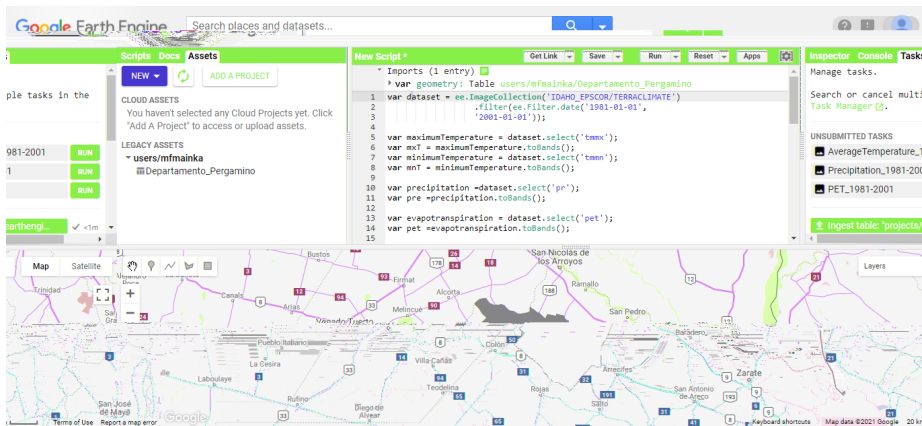 Google Earth Engine
Search places and datasets...
ple tasks in the
981-2001 RUN
01 RUN
RUN
earthengi... <1m
Scripts Docs Assets
NEW
ADD A PROJECT
CLOUD ASSETS
You haven't selected any Cloud Projects yet. Click
"Add A Project" to access or upload assets.
LEGACY ASSETS
users/mfmainka
Departamento_Pergamino
New Script *
Get Link Save Run Reset Apps
Imports (1 entry)
var geometry: Table users/mfmainka/Departamento_Pergamino
1 var dataset = ee.ImageCollection('IDAHO_EPSCOR/TERRACLIMATE')
2 .filter(ee.Filter.date('1981-01-01',
3 '2001-01-01'));
4
5 var maximumTemperature = dataset.select('tmmx');
6 var mxT = maximumTemperature.toBands();
7 var minimumTemperature = dataset.select('tmmn');
8 var mnT = minimumTemperature.toBands();
9
10 var precipitation =dataset.select('pr');
11 var pre =precipitation.toBands();
12
13 var evapotranspiration = dataset.select('pet');
14 var pet =evapotranspiration.toBands();
15
Inspector Console Tasks
Manage tasks.
Search or cancel multi
Task Manager
UNSUBMITTED TASKS
AverageTemperature_1
Precipitation_1981-200
PET_1981-2001
Ingest table: "projects/
Map Satellite
Layers
Bustos
San Nicolas de
los Arroyos
Trinidad
Canals
Arias
Firmat
Alcorta
Melincué
Ramallo
San Pedro
Venado Tuerto
Pueblo Italiano
La Cesira
Laboulaye
Rufino
Villa Cañás
Teodelina
Colón
Rojas
Arrecifes
Salto
Baradero
Zarate
San Antonio
de Areco
San José
de Maya
Diego de
Alvear
Google
Terms of Use Report a map error
Keyboard shortcuts Map data ©2021 Google